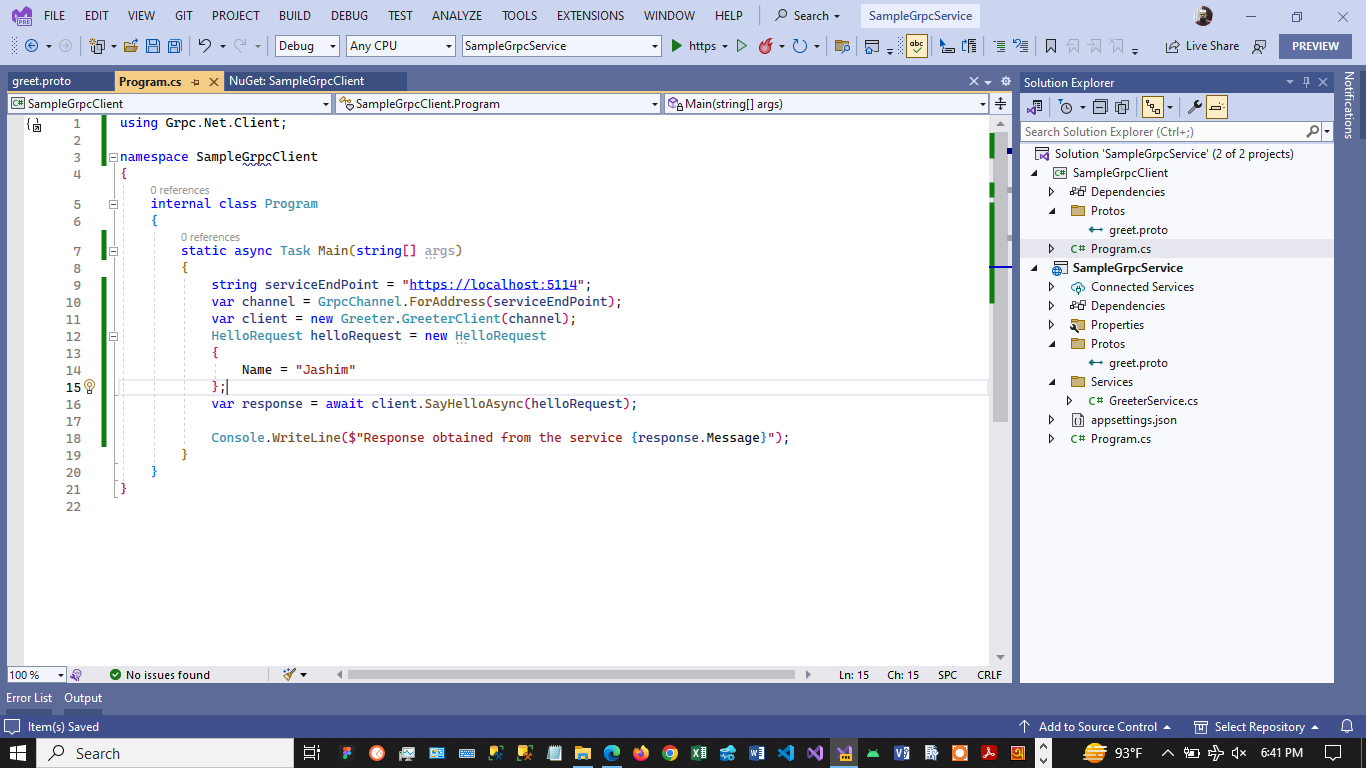 FILE EDIT VIEW GIT PROJECT BUILD DEBUG TEST ANALYZE TOOLS EXTENSIONS WINDOW HELP Search SampleGrpcService
Debug Any CPU SampleGrpcService https abc Live Share PREVIEW
greet.proto Program.cs NuGet: SampleGrpcClient
SampleGrpcClient SampleGrpcClient.Program Main(string[] args)
1 using Grpc.Net.Client;
2
3 namespace SampleGrpcClient
4 {
0 references
5 internal class Program
6 {
0 references
7 static async Task Main(string[] args)
8 {
9 string serviceEndPoint = "https://localhost:5114";
10 var channel = GrpcChannel.ForAddress(serviceEndPoint);
11 var client = new Greeter.GreeterClient(channel);
12 HelloRequest helloRequest = new HelloRequest
13 {
14 Name = "Jashim"
15 };
16 var response = await client.SayHelloAsync(helloRequest);
17
18 Console.WriteLine($"Response obtained from the service {response.Message}");
19 }
20 }
21 }
22
100 % No issues found Ln: 15 Ch: 15 SPC CRLF
Solution Explorer
Search Solution Explorer (Ctrl+;)
Solution 'SampleGrpcService' (2 of 2 projects)
SampleGrpcClient
Dependencies
Protos
greet.proto
C# Program.cs
SampleGrpcService
Connected Services
Dependencies
Properties
Protos
greet.proto
Services
C# GreeterService.cs
appsettings.json
C# Program.cs
Notifications
Error List Output
Item(s) Saved Add to Source Control Select Repository
Search 93°F 6:41 PM